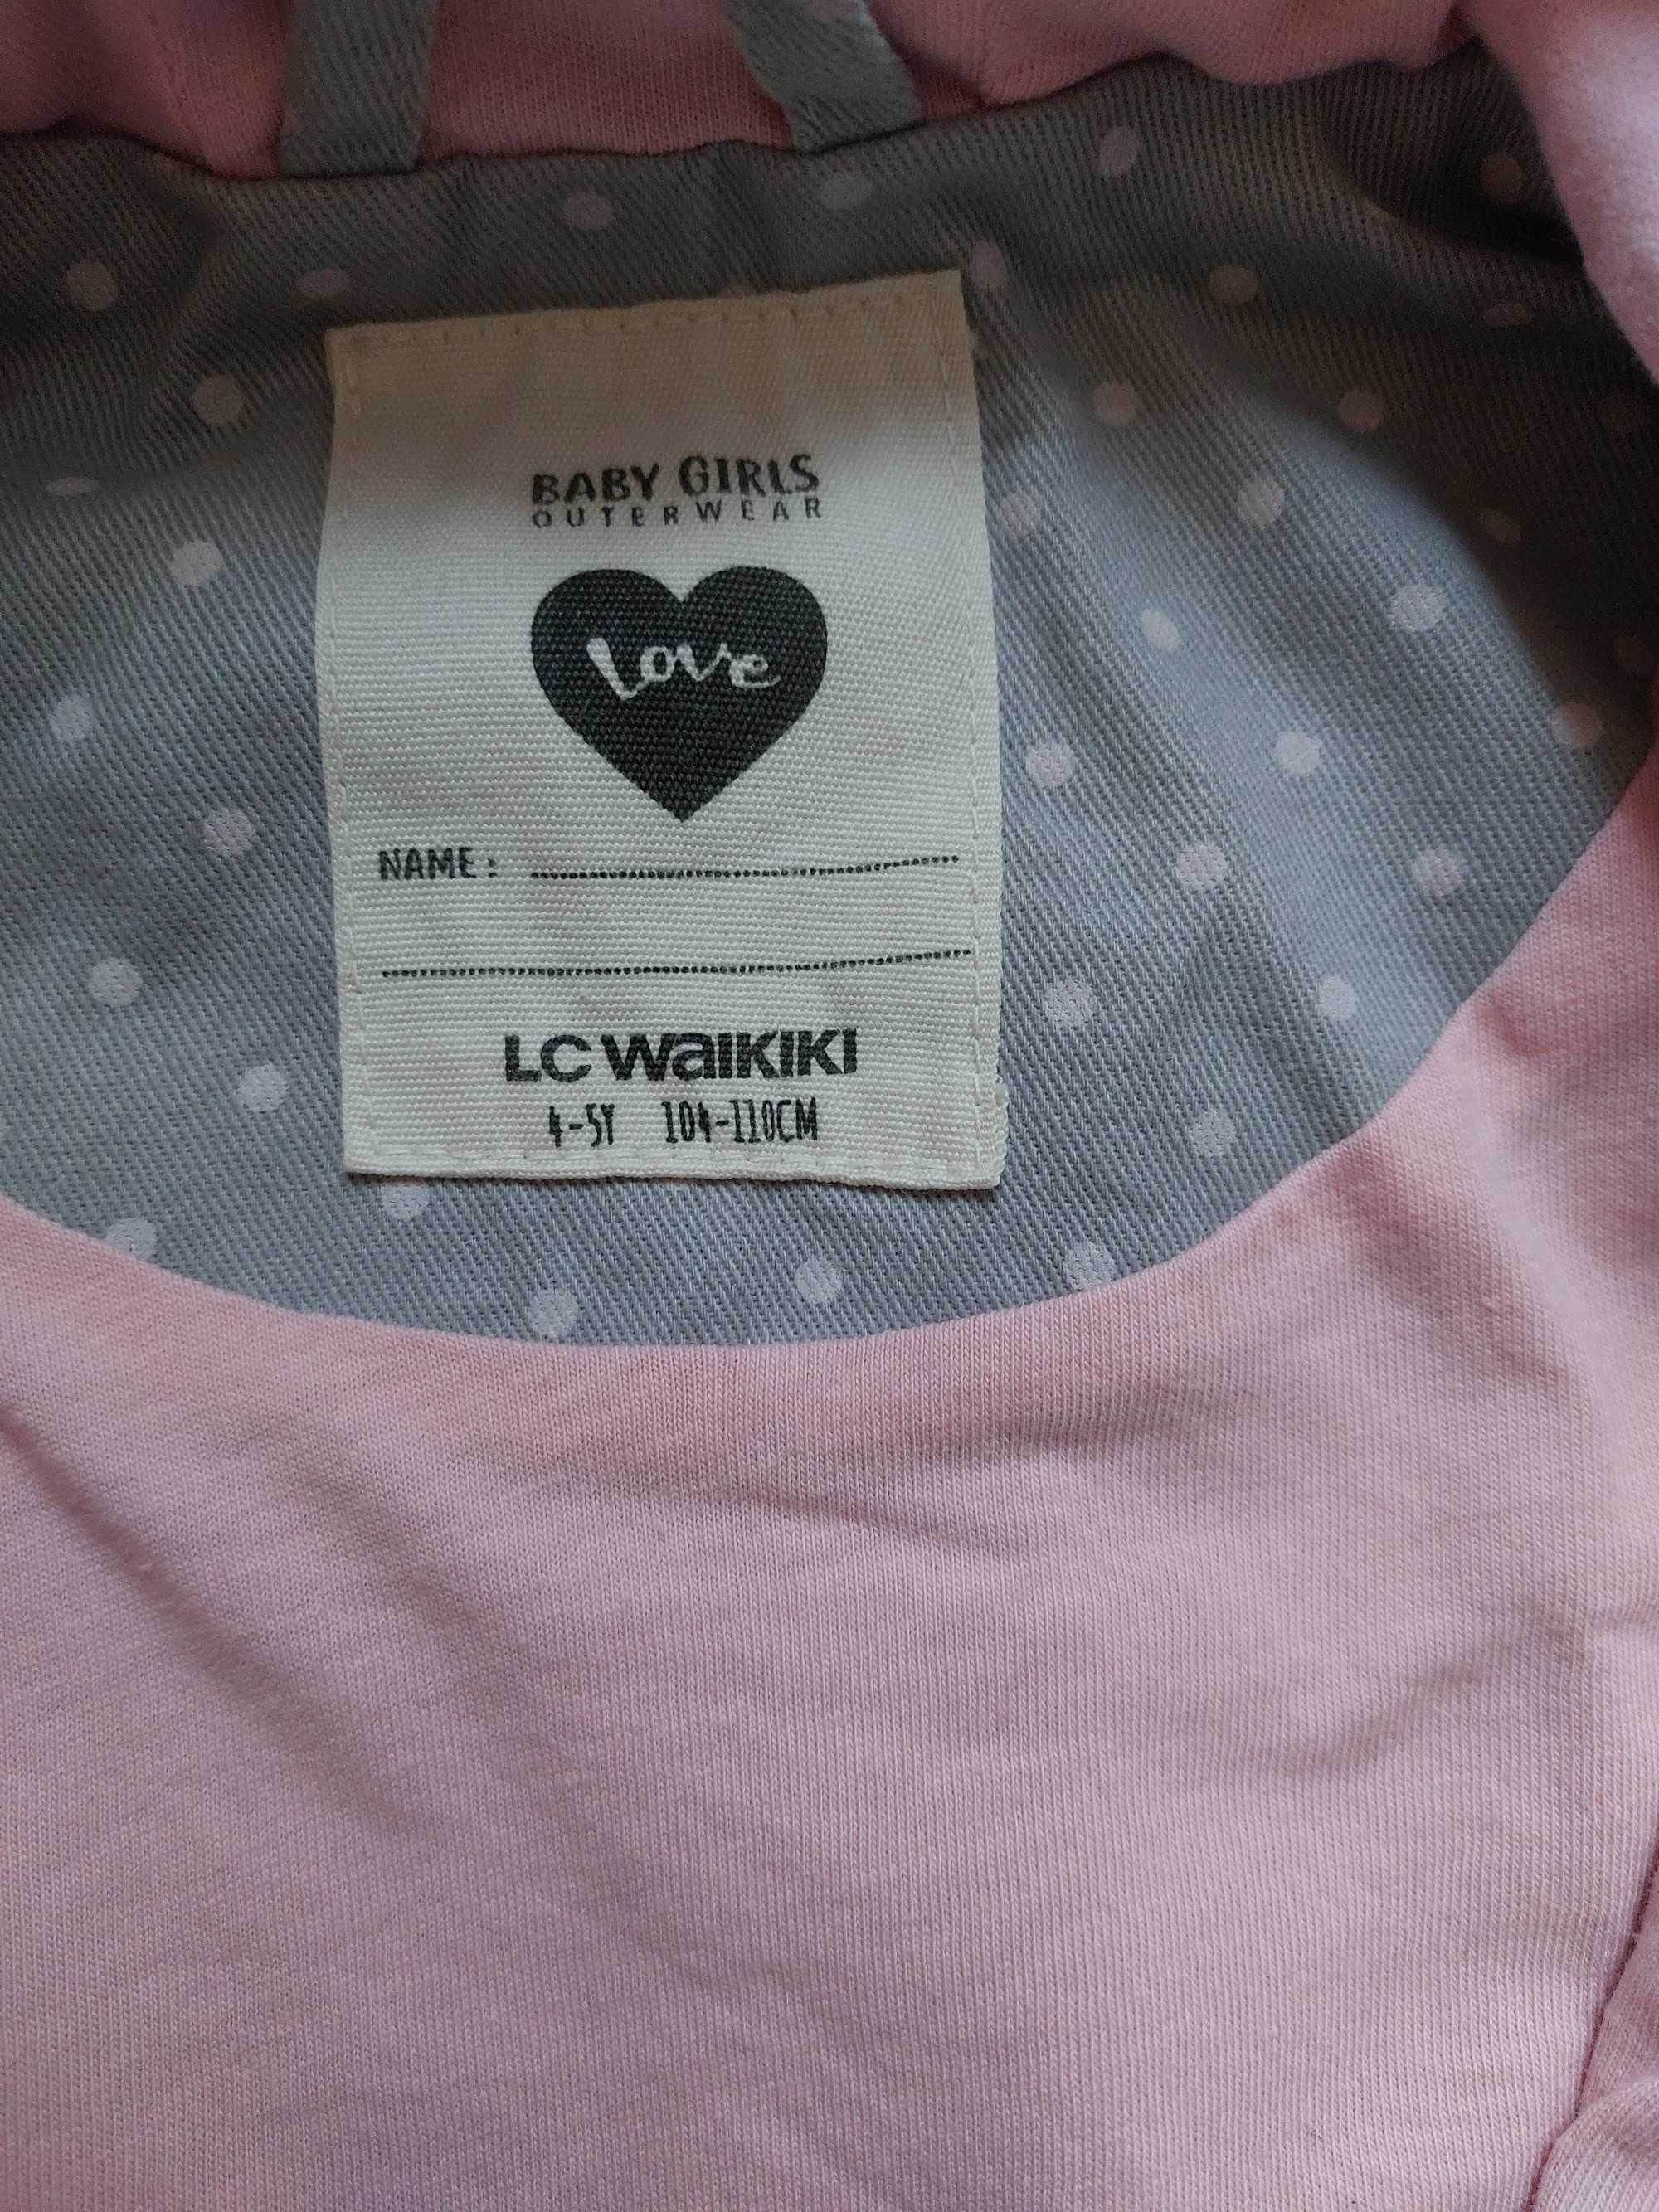 BABY GIRLS
OUTERWEAR
Love
NAME: ........................................
........................................
LC WAIKIKI
4-5Y 104-110CM